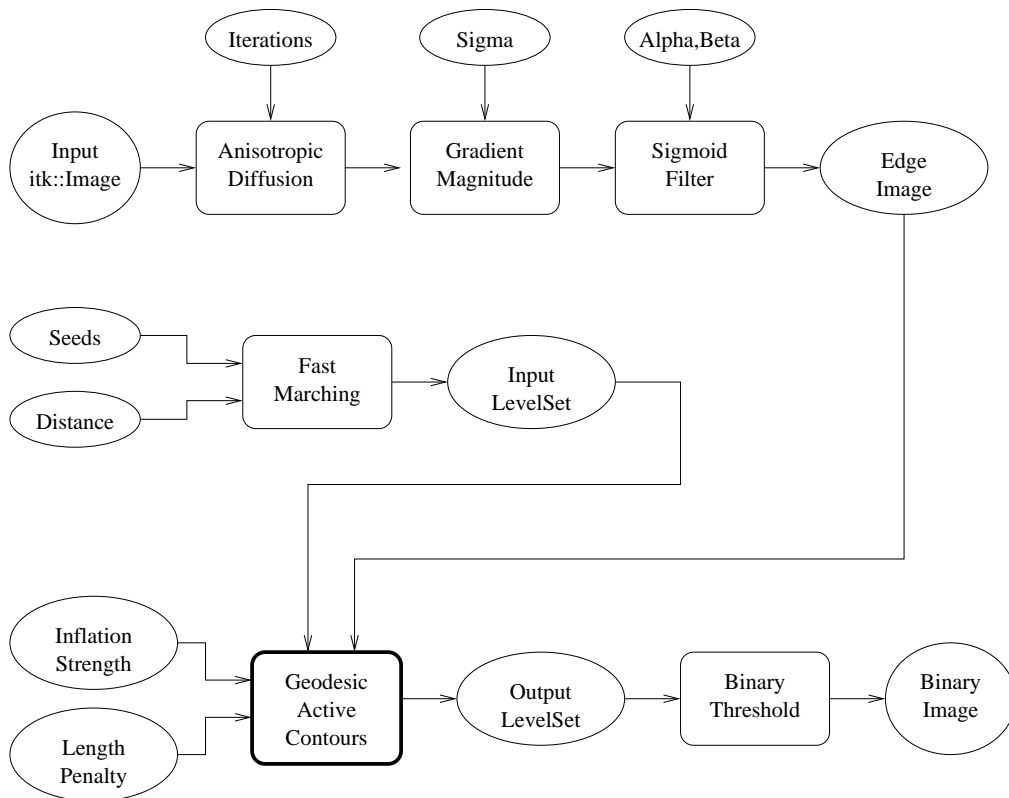 Iterations
Sigma
Alpha,Beta
Input
itk::Image
Anisotropic
Diffusion
Gradient
Magnitude
Sigmoid
Filter
Edge
Image
Seeds
Distance
Fast
Marching
Input
LevelSet
Inflation
Strength
Length
Penalty
Geodesic
Active
Contours
Output
LevelSet
Binary
Threshold
Binary
Image